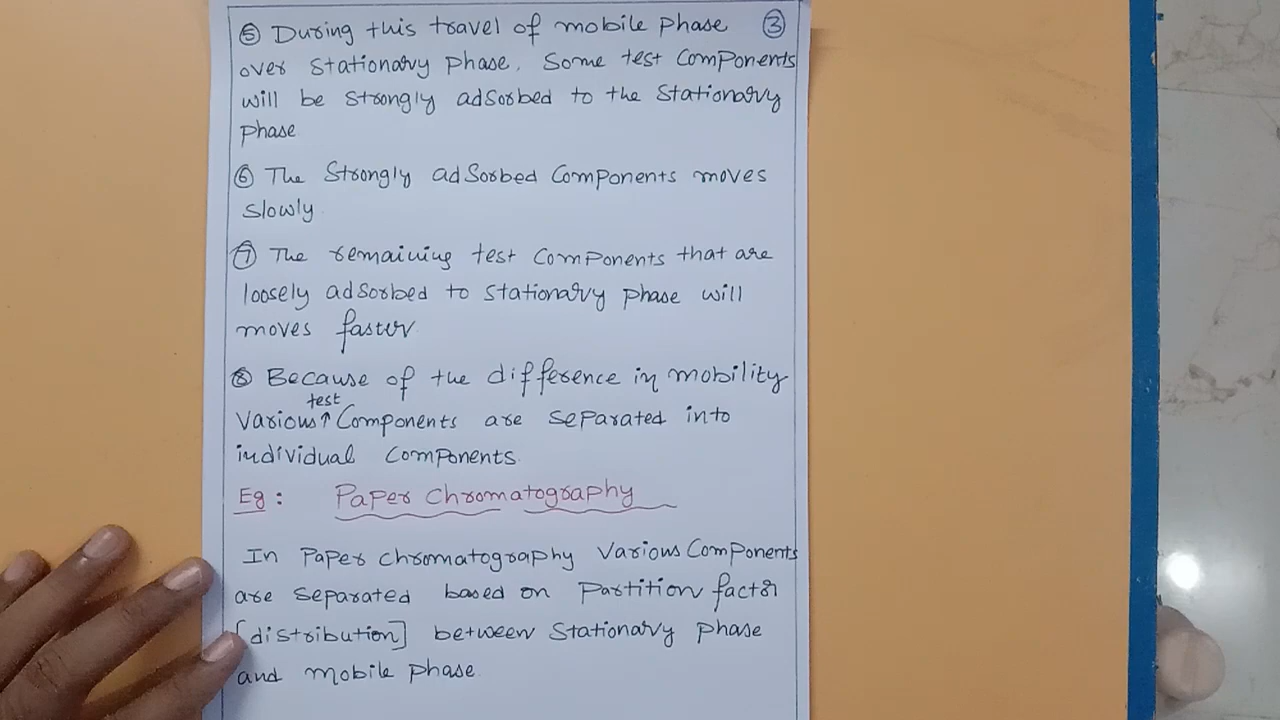 ⑤ During this travel of mobile phase ③
over stationary phase, Some test components
will be strongly adsorbed to the stationary
phase
⑥ The Strongly adsorbed Components moves
slowly.
⑦ The remaining test components that are
loosely adsorbed to stationary phase will
moves faster.
⑧ Because of the difference in mobility
various ↑ test Components are separated into
individual components.
Eg : Paper Chromatography
In Paper chromatography various Components
are separated based on Partition factor
[distribution] between stationary phase
and mobile phase.